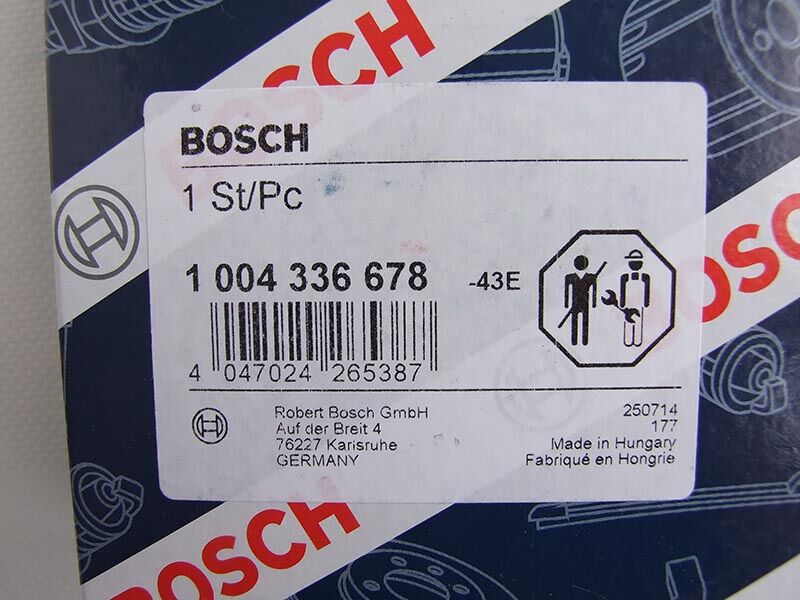 BOSCH
BOSCH
1 St/Pc
1 004 336 678 -43E
4 047024 265387
Robert Bosch GmbH
Auf der Breit 4
76227 Karlsruhe
GERMANY
250714
177
Made in Hungary
Fabriqué en Hongrie
BOSCH
BOSCH